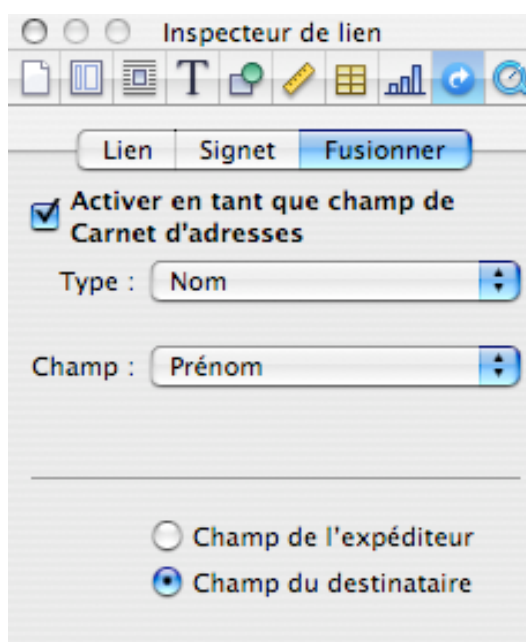 Inspecteur de lien
T
Lien Signet Fusionner
Activer en tant que champ de
Carnet d'adresses
Type : Nom
Champ : Prénom
Champ de l'expéditeur
Champ du destinataire